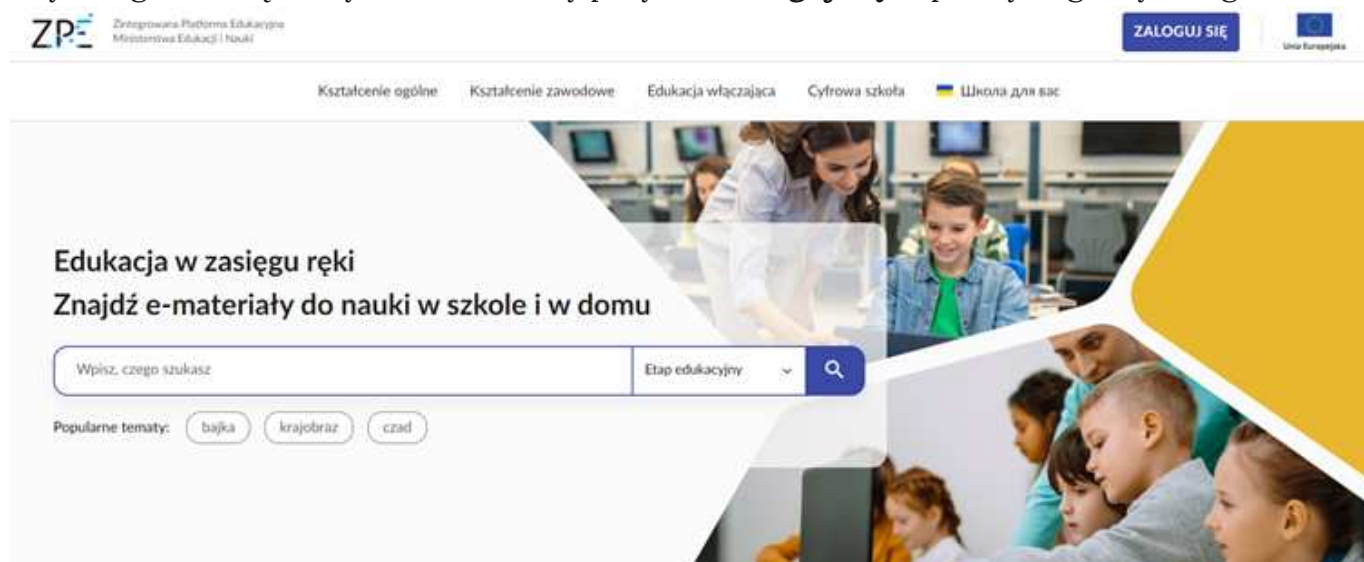 ZPE
Zintegrowana Platforma Edukacyjna
Ministerstwa Edukacji i Nauki
ZALOGUJ SIĘ
Unia Europejska
Kształcenie ogólne Kształcenie zawodowe Edukacja włączająca Cyfrowa szkoła Школа для вас
Edukacja w zasięgu ręki
Znajdź e-materiały do nauki w szkole i w domu
Wpisz, czego szukasz Etap edukacyjny
Popularne tematy: bajka krajobraz czad